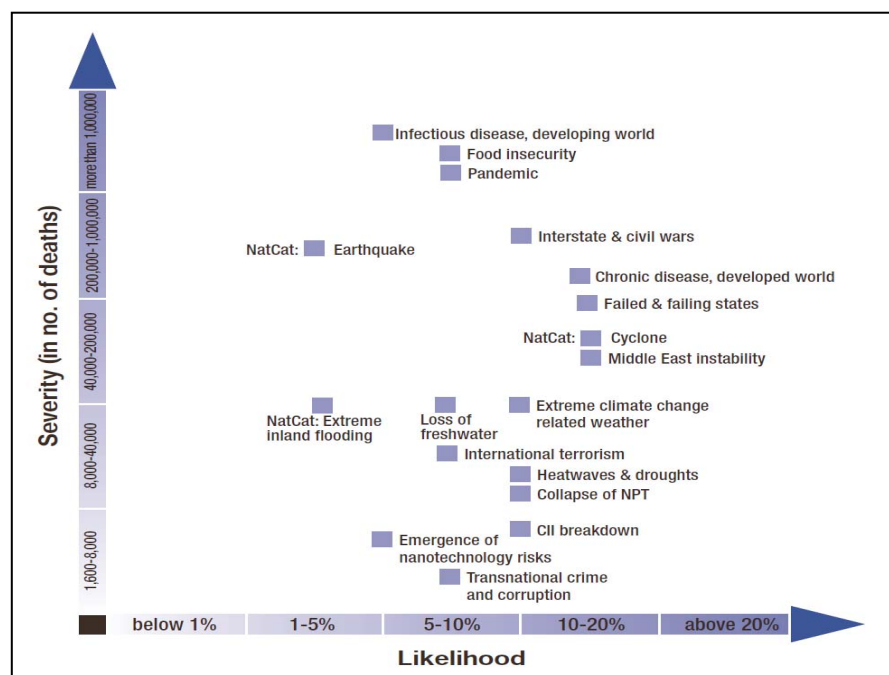 Severity (in no. of deaths)
more than 1,000,000
200,000-1,000,000
40,000-200,000
8,000-40,000
1,600-8,000
Infectious disease, developing world
Food insecurity
Pandemic
Interstate & civil wars
NatCat: Earthquake
Chronic disease, developed world
Failed & failing states
NatCat: Cyclone
Middle East instability
NatCat: Extreme
inland flooding
Loss of
freshwater
Extreme climate change
related weather
International terrorism
Heatwaves & droughts
Collapse of NPT
CII breakdown
Emergence of
nanotechnology risks
Transnational crime
and corruption
below 1% 1-5% 5-10% 10-20% above 20%
Likelihood